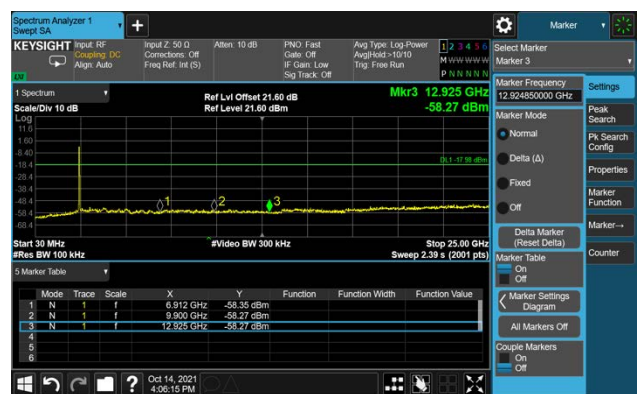 Spectrum Analyzer 1
Swept SA
Marker
KEYSIGHT
Input: RF
Coupling: DC
Align: Auto
Input Z: 50 Ω
Corrections: Off
Freq Ref: Int (S)
Atten: 10 dB
PNO: Fast
Gate: Off
IF Gain: Low
Sig Track: Off
Avg Type: Log-Power
Avg|Hold:>10/10
Trig: Free Run
1 2 3 4 5 6
M W W W W W
P N N N N N
Select Marker
Marker 3
1 Spectrum
Scale/Div 10 dB
Ref Lvl Offset 21.60 dB
Ref Level 21.60 dBm
Mkr3 12.925 GHz
-58.27 dBm
Log
11.6
1.60
-8.40
-18.4
-28.4
-38.4
-48.4
-58.4
-68.4
DL1 -17.98 dBm
1
2
3
Start 30 MHz
#Res BW 100 kHz
#Video BW 300 kHz
Stop 25.00 GHz
Sweep 2.39 s (2001 pts)
5 Marker Table
Mode Trace Scale X Y Function Function Width Function Value
1 N 1 f 6.912 GHz -58.35 dBm
2 N 1 f 9.900 GHz -58.27 dBm
3 N 1 f 12.925 GHz -58.27 dBm
4
5
6
Marker Frequency
12.924850000 GHz
Marker Mode
Normal
Delta (Δ)
Fixed
Off
Delta Marker
(Reset Delta)
Marker Table
On
Off
Marker Settings
Diagram
All Markers Off
Couple Markers
On
Off
Settings
Peak
Search
Pk Search
Config
Properties
Marker
Function
Marker→
Counter
?
Oct 14, 2021
4:06:15 PM